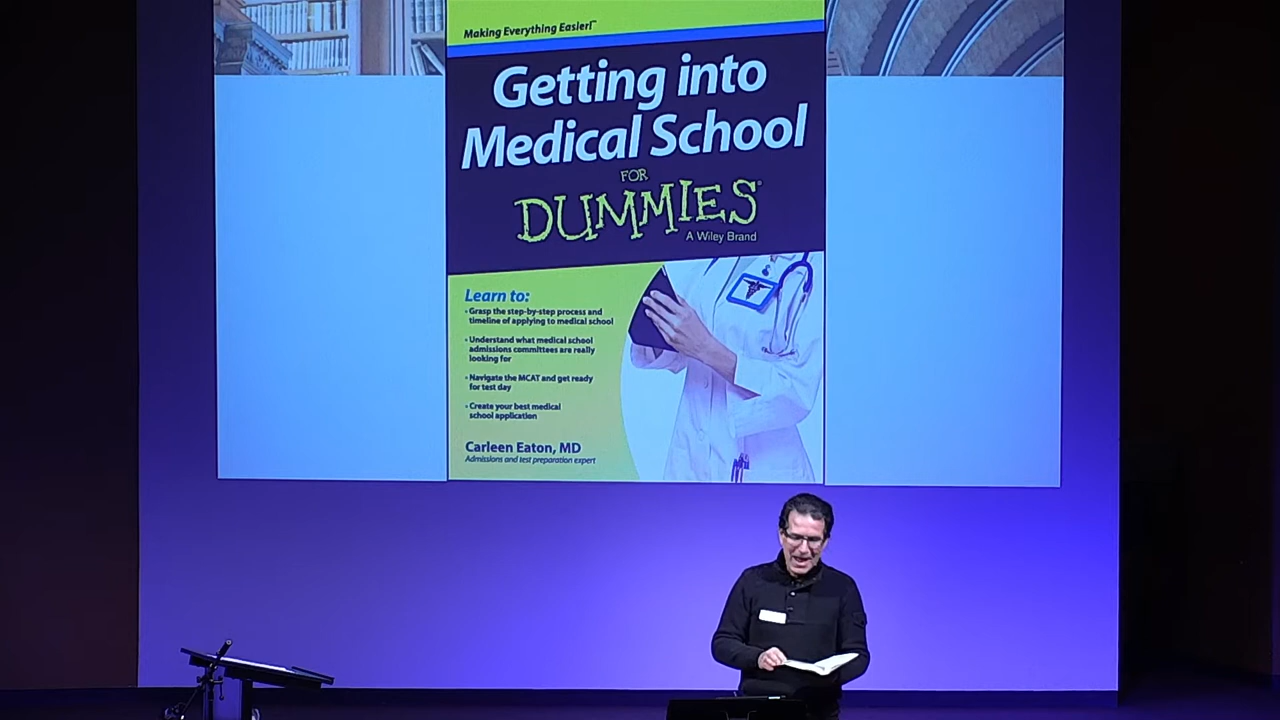 Making Everything Easier!™
Getting into
Medical School
FOR
DUMMIES®
A Wiley Brand
Learn to:
• Grasp the step-by-step process and
timeline of applying to medical school
• Understand what medical school
admissions committees are really
looking for
• Navigate the MCAT and get ready
for test day
• Create your best medical
school application
Carleen Eaton, MD
Admissions and test preparation expert